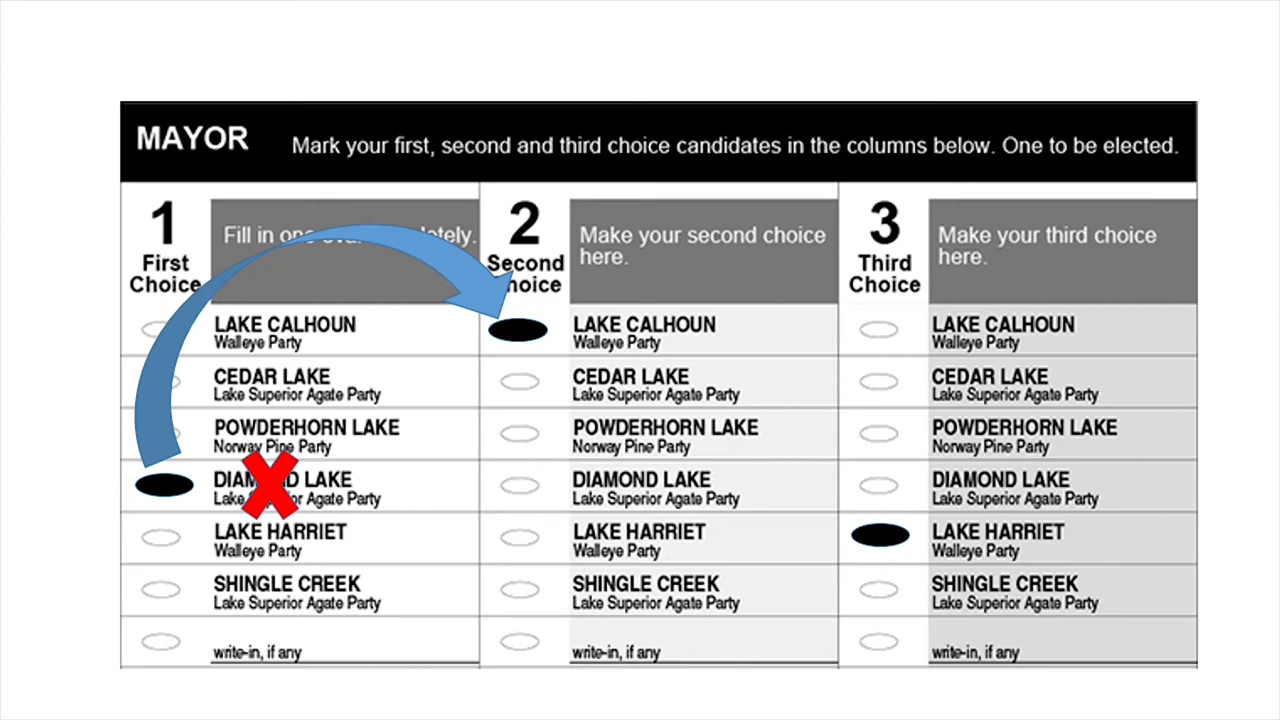 MAYOR Mark your first, second and third choice candidates in the columns below. One to be elected.
1
First
Choice
Fill in one
LAKE CALHOUN
Walleye Party
CEDAR LAKE
Lake Superior Agate Party
POWDERHORN LAKE
Norway Pine Party
DIAMOND LAKE
Lake Superior Agate Party
LAKE HARRIET
Walleye Party
SHINGLE CREEK
Lake Superior Agate Party
write-in, if any
2
Second
Choice
Make your second choice
here.
LAKE CALHOUN
Walleye Party
CEDAR LAKE
Lake Superior Agate Party
POWDERHORN LAKE
Norway Pine Party
DIAMOND LAKE
Lake Superior Agate Party
LAKE HARRIET
Walleye Party
SHINGLE CREEK
Lake Superior Agate Party
write-in, if any
3
Third
Choice
Make your third choice
here.
LAKE CALHOUN
Walleye Party
CEDAR LAKE
Lake Superior Agate Party
POWDERHORN LAKE
Norway Pine Party
DIAMOND LAKE
Lake Superior Agate Party
LAKE HARRIET
Walleye Party
SHINGLE CREEK
Lake Superior Agate Party
write-in, if any